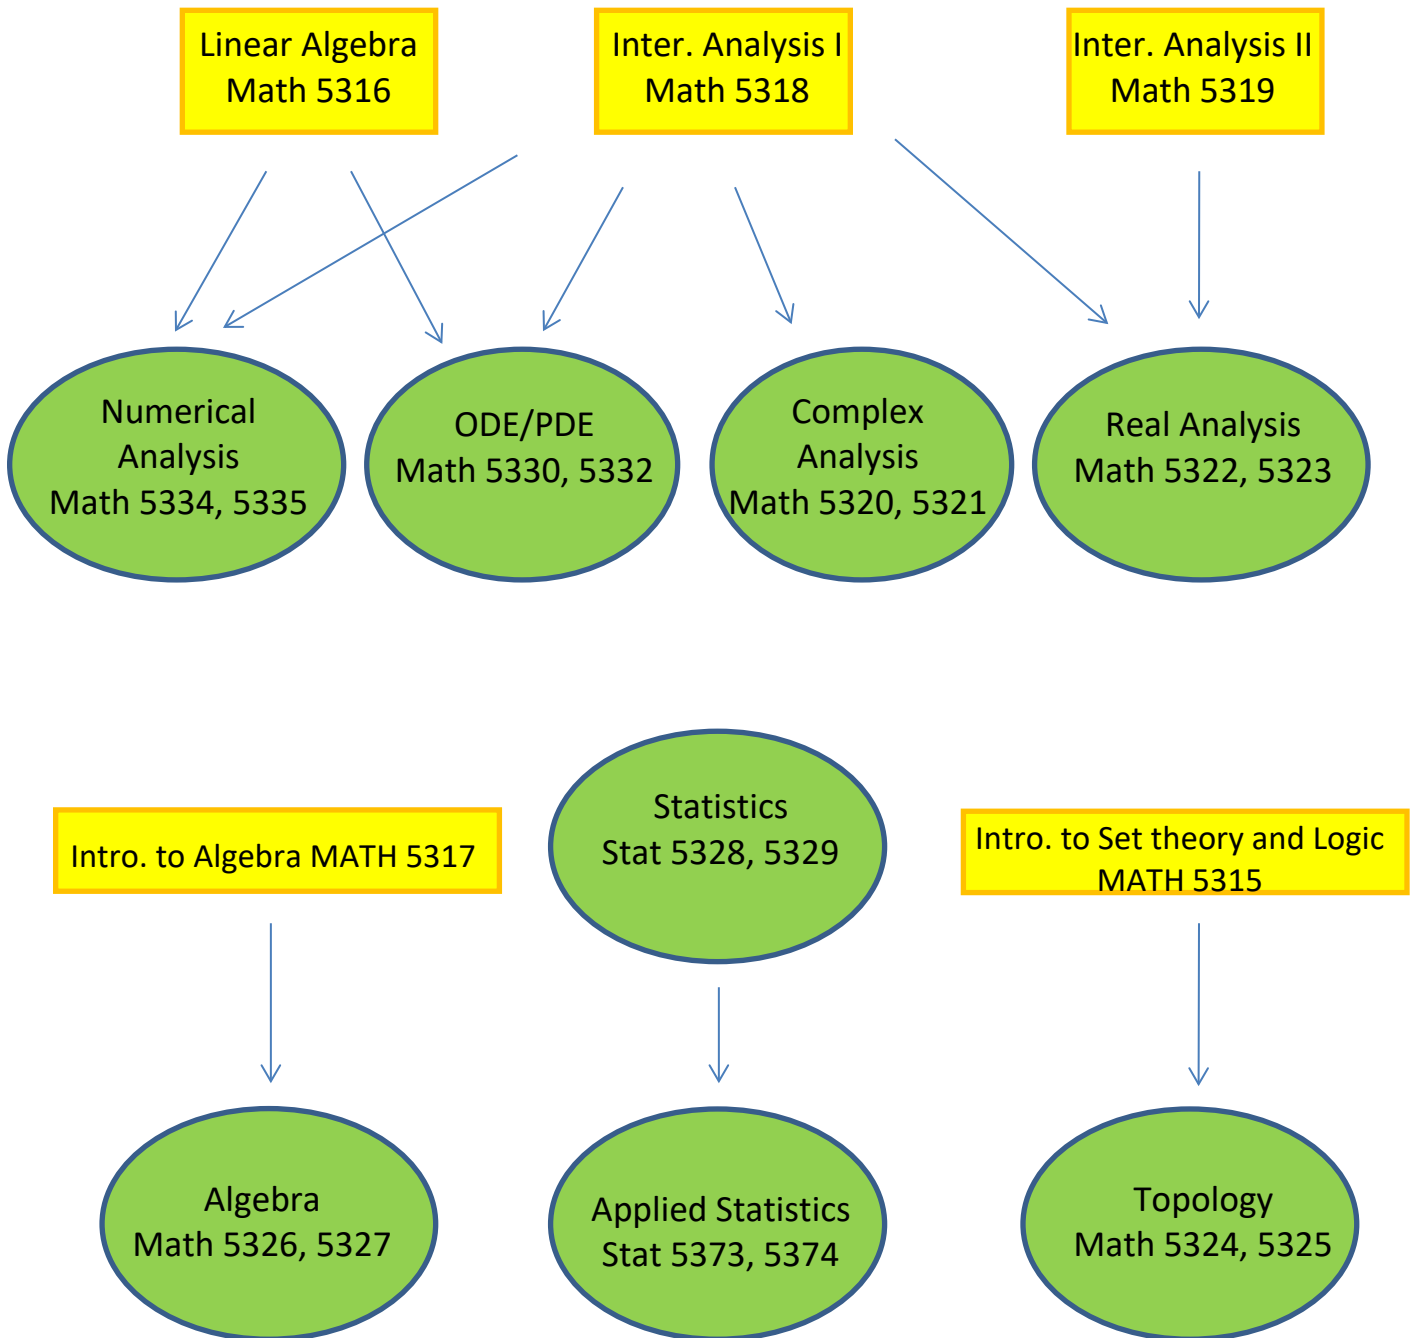 Linear Algebra
Math 5316
Inter. Analysis I
Math 5318
Inter. Analysis II
Math 5319
Numerical
Analysis
Math 5334, 5335
ODE/PDE
Math 5330, 5332
Complex
Analysis
Math 5320, 5321
Real Analysis
Math 5322, 5323
Intro. to Algebra MATH 5317
Statistics
Stat 5328, 5329
Intro. to Set theory and Logic
MATH 5315
Algebra
Math 5326, 5327
Applied Statistics
Stat 5373, 5374
Topology
Math 5324, 5325